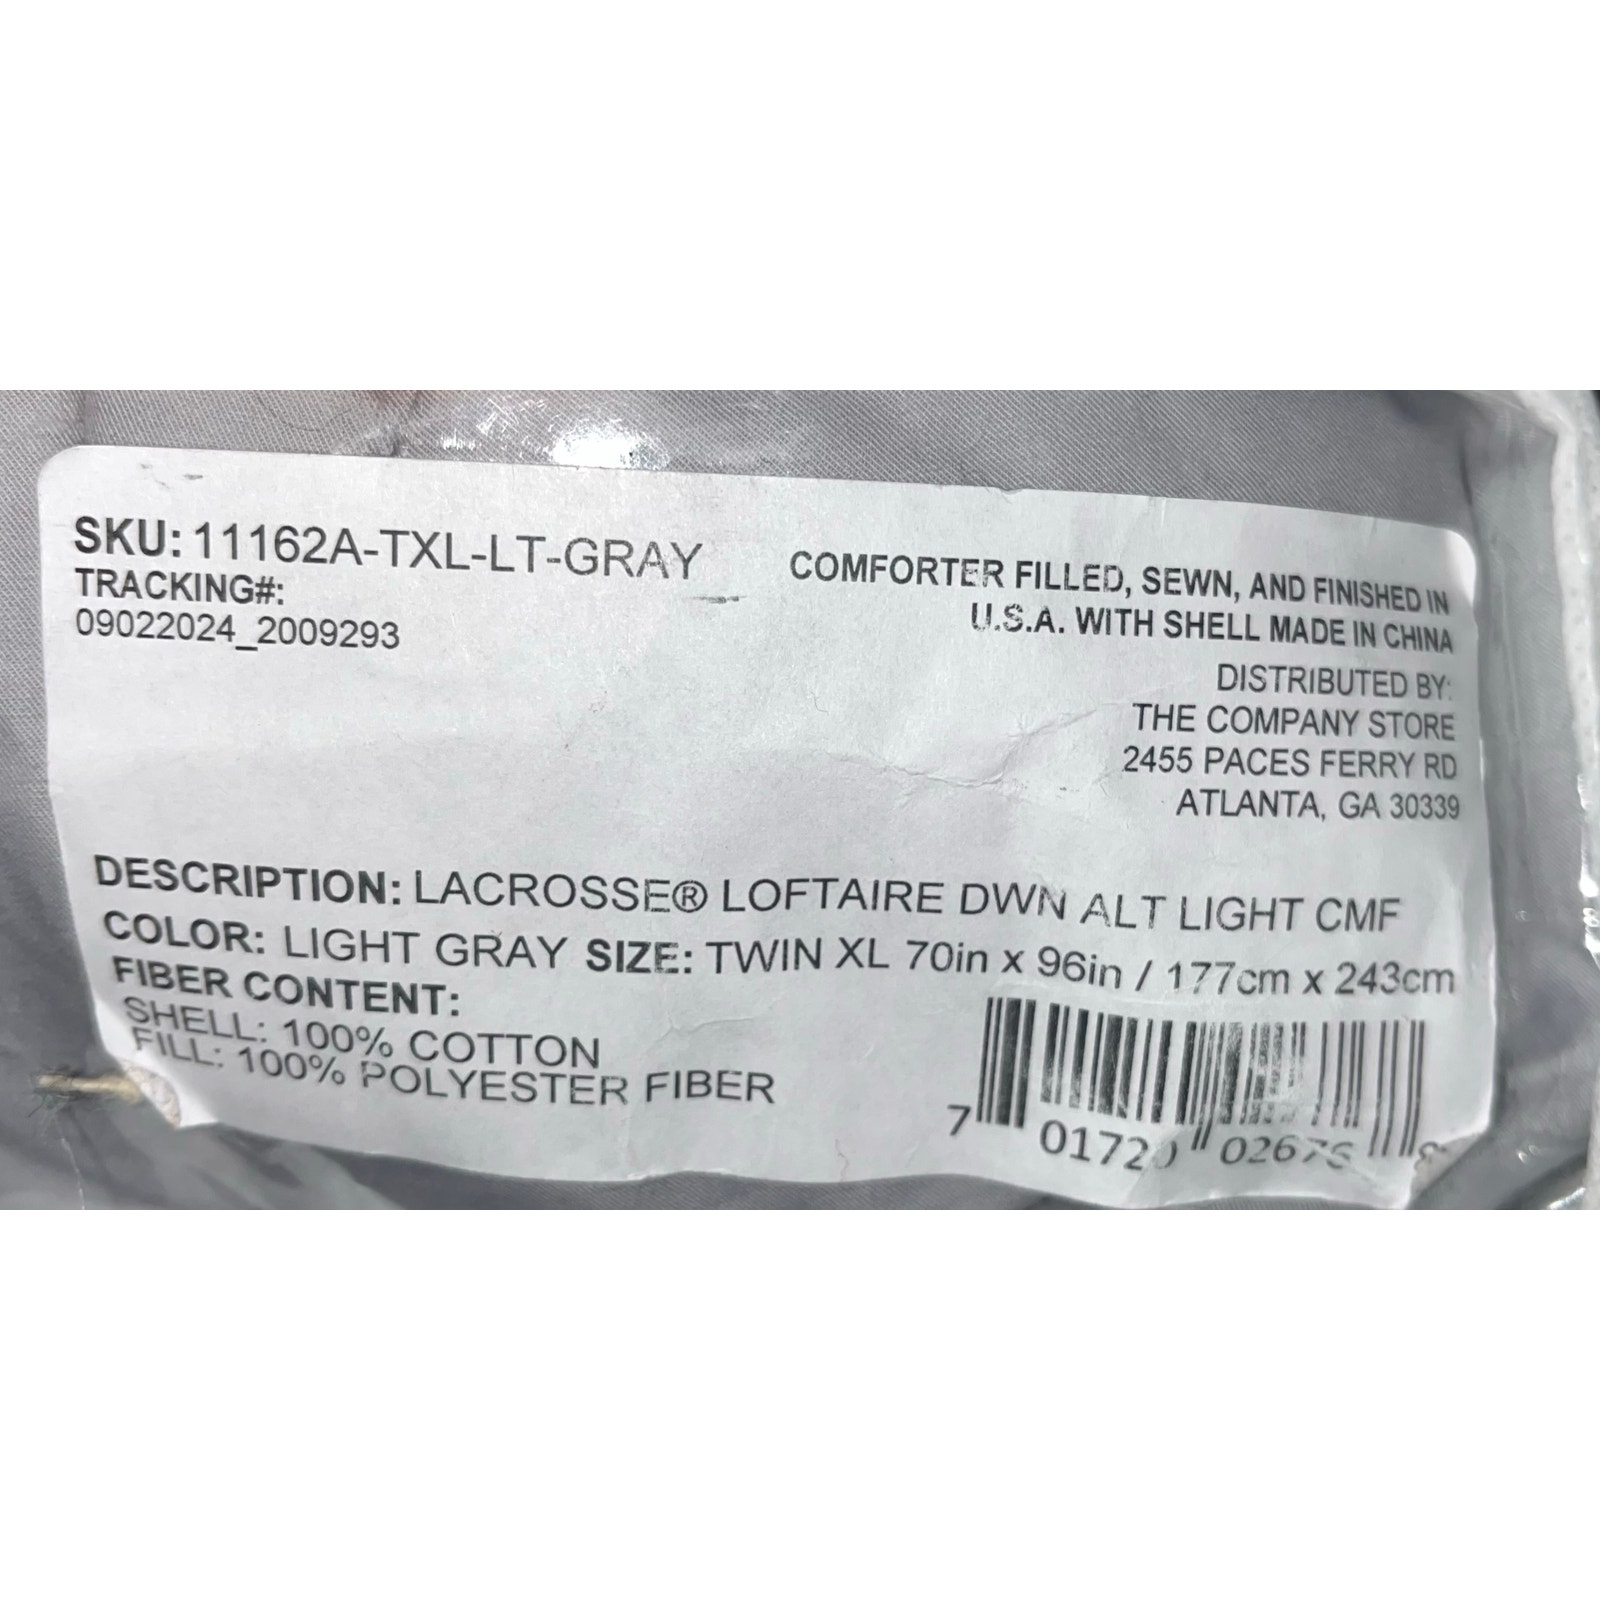 SKU: 11162A-TXL-LT-GRAY
TRACKING#:
09022024_2009293
COMFORTER FILLED, SEWN, AND FINISHED IN
U.S.A. WITH SHELL MADE IN CHINA
DISTRIBUTED BY:
THE COMPANY STORE
2455 PACES FERRY RD
ATLANTA, GA 30339
DESCRIPTION: LACROSSE® LOFTAIRE DWN ALT LIGHT CMF
COLOR: LIGHT GRAY SIZE: TWIN XL 70in x 96in / 177cm x 243cm
FIBER CONTENT:
SHELL: 100% COTTON
FILL: 100% POLYESTER FIBER
7 01720